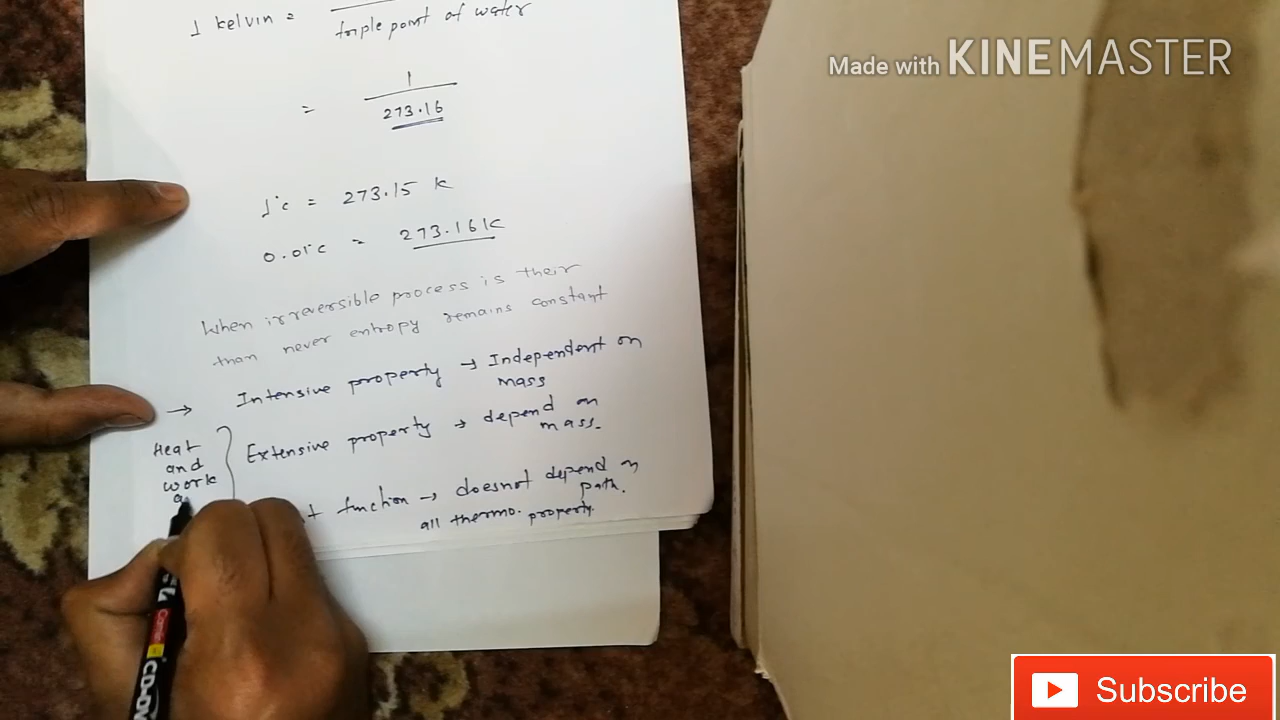 1 kelvin =
triple point of water
= 1
273.16
1°c = 273.15 k
0.01°c = 273.16 k
When irreversible process is their
than never entropy remains constant
→ Intensive property → Independent on
mass
Extensive property → depend on
mass.
Heat
and
work
a
function → doesnot depend on
path.
all thermo. property.
Made with KINEMASTER
Subscribe